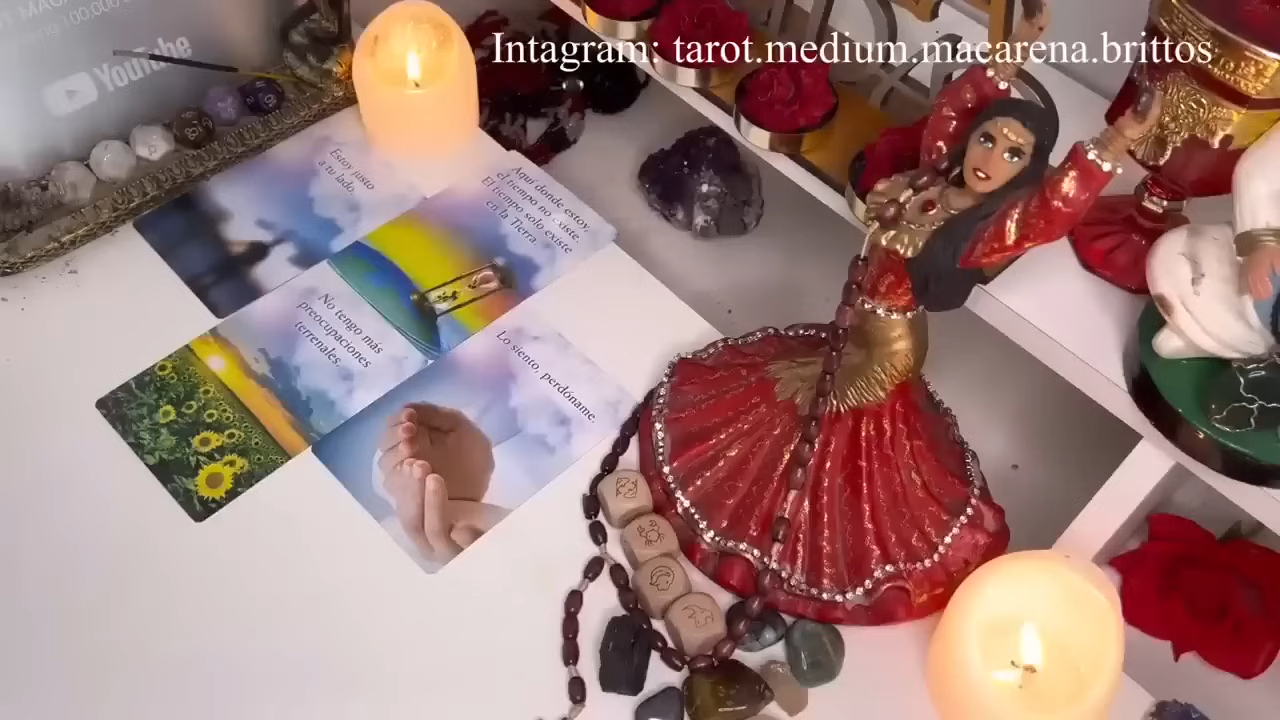 Intagram: tarot.medium.macarena.brittos
YouTube
Estoy justo
a tu lado.
Aquí donde estoy,
el tiempo no existe.
El tiempo solo existe
en la Tierra.
No tengo más
preocupaciones
terrenales.
Lo siento, perdóname.